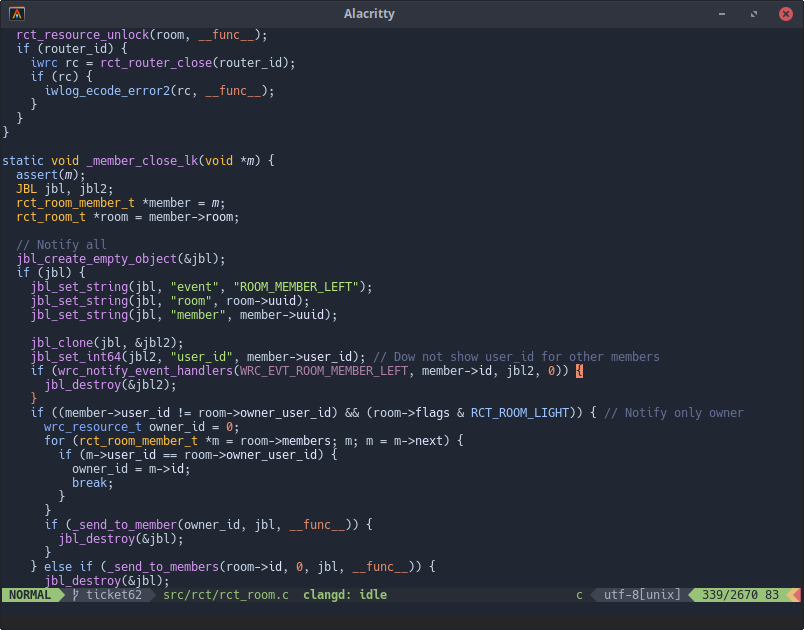 Alacritty
  rct_resource_unlock(room, __func__);
  if (router_id) {
    iwrc rc = rct_router_close(router_id);
    if (rc) {
      iwlog_ecode_error2(rc, __func__);
    }
  }
}

static void _member_close_lk(void *m) {
  assert(m);
  JBL jbl, jbl2;
  rct_room_member_t *member = m;
  rct_room_t *room = member->room;

  // Notify all
  jbl_create_empty_object(&jbl);
  if (jbl) {
    jbl_set_string(jbl, "event", "ROOM_MEMBER_LEFT");
    jbl_set_string(jbl, "room", room->uuid);
    jbl_set_string(jbl, "member", member->uuid);

    jbl_clone(jbl, &jbl2);
    jbl_set_int64(jbl2, "user_id", member->user_id); // Dow not show user_id for other members
    if (wrc_notify_event_handlers(WRC_EVT_ROOM_MEMBER_LEFT, member->id, jbl2, 0)) {
      jbl_destroy(&jbl2);
    }
    if ((member->user_id != room->owner_user_id) && (room->flags & RCT_ROOM_LIGHT)) { // Notify only owner
      wrc_resource_t owner_id = 0;
      for (rct_room_member_t *m = room->members; m; m = m->next) {
        if (m->user_id == room->owner_user_id) {
          owner_id = m->id;
          break;
        }
      }
      if (_send_to_member(owner_id, jbl, __func__)) {
        jbl_destroy(&jbl);
      }
    } else if (_send_to_members(room->id, 0, jbl, __func__)) {
      jbl_destroy(&jbl);
NORMAL ticket62 src/rct/rct_room.c clangd: idle c utf-8[unix] 339/2670 83